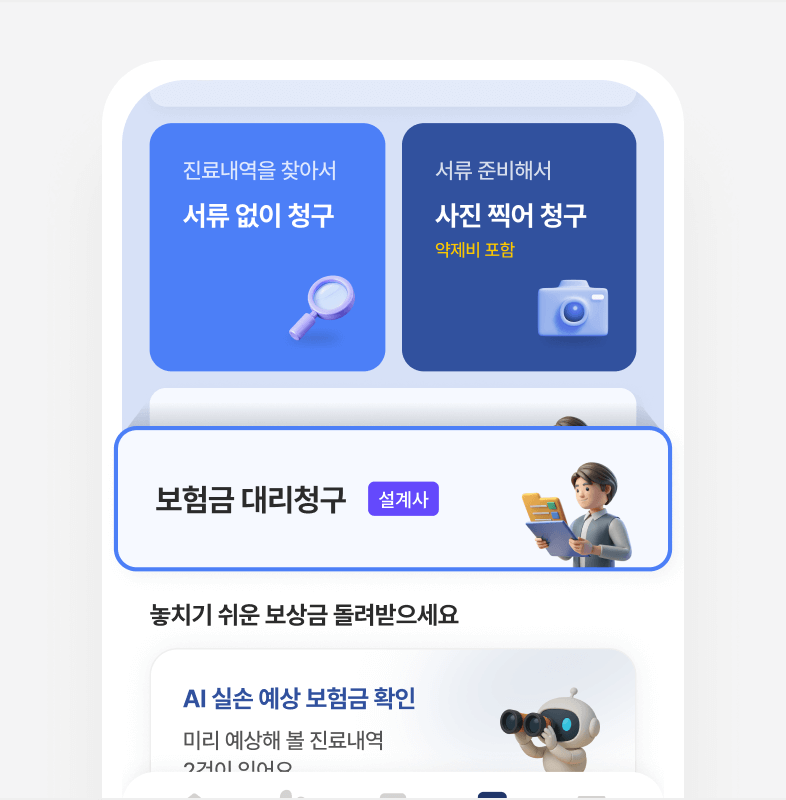 진료내역을 찾아서
서류 없이 청구
서류 준비해서
사진 찍어 청구
약제비 포함
보험금 대리청구
설계사
놓치기 쉬운 보상금 돌려받으세요
AI 실손 예상 보험금 확인
미리 예상해 볼 진료내역
2건이 있어요